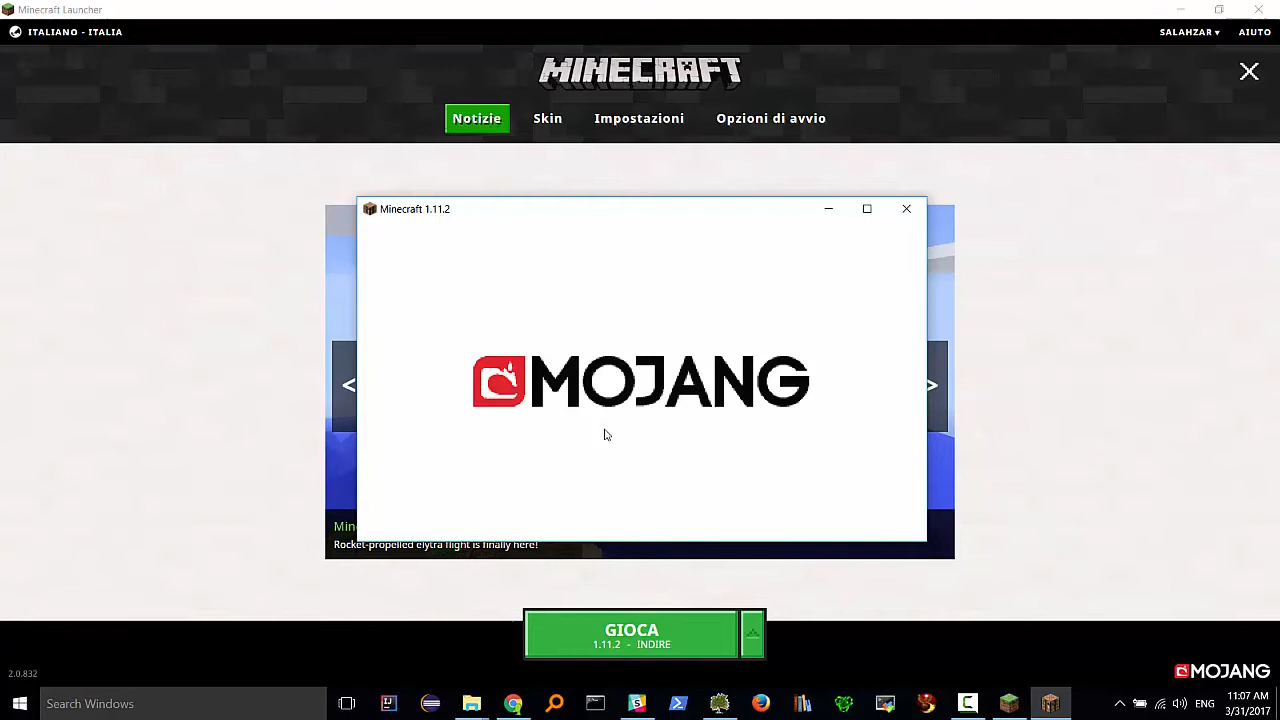 Minecraft Launcher
ITALIANO - ITALIA
SALAHZAR
AIUTO
MINECRAFT
Notizie
Skin
Impostazioni
Opzioni di avvio
Minecraft 1.11.2
MOJANG
<
>
Min
Rocket-propelled elytra flight is finally here!
GIOCA
1.11.2 - INDIRE
2.0.832
MOJANG
Search Windows
ENG
11:07 AM
3/31/2017